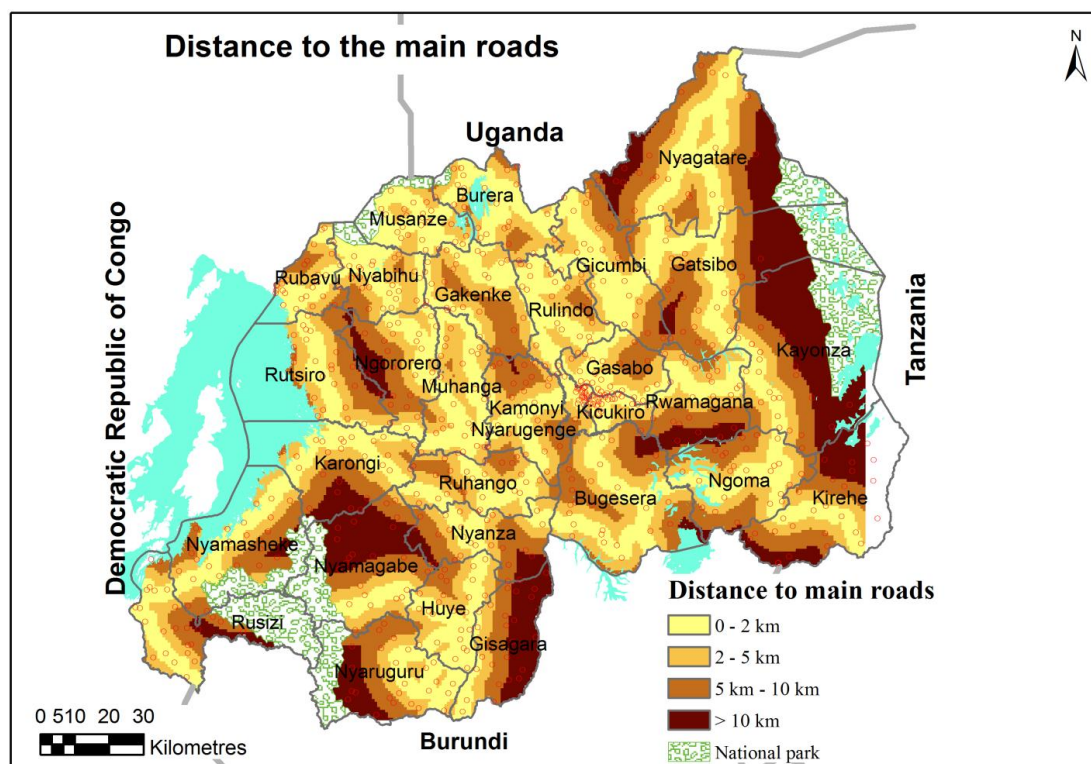 Distance to the main roads
N
Uganda
Nyagatare
Burera
Musanze
Democratic Republic of Congo
Rubavu
Nyabihu
Gicumbi
Gatsibo
Gakenke
Rulindo
Tanzania
Kayonza
Rutsiro
Ngororero
Muhanga
Gasabo
Kamonyi
Kicukiro
Rwamagana
Nyarugenge
Karongi
Ruhango
Bugesera
Ngoma
Kirehe
Nyanza
Nyamasheke
Nyamagabe
Huye
Rusizi
Gisagara
Nyaruguru
Distance to main roads
0 - 2 km
2 - 5 km
5 km - 10 km
> 10 km
National park
0 510 20 30
Kilometres
Burundi